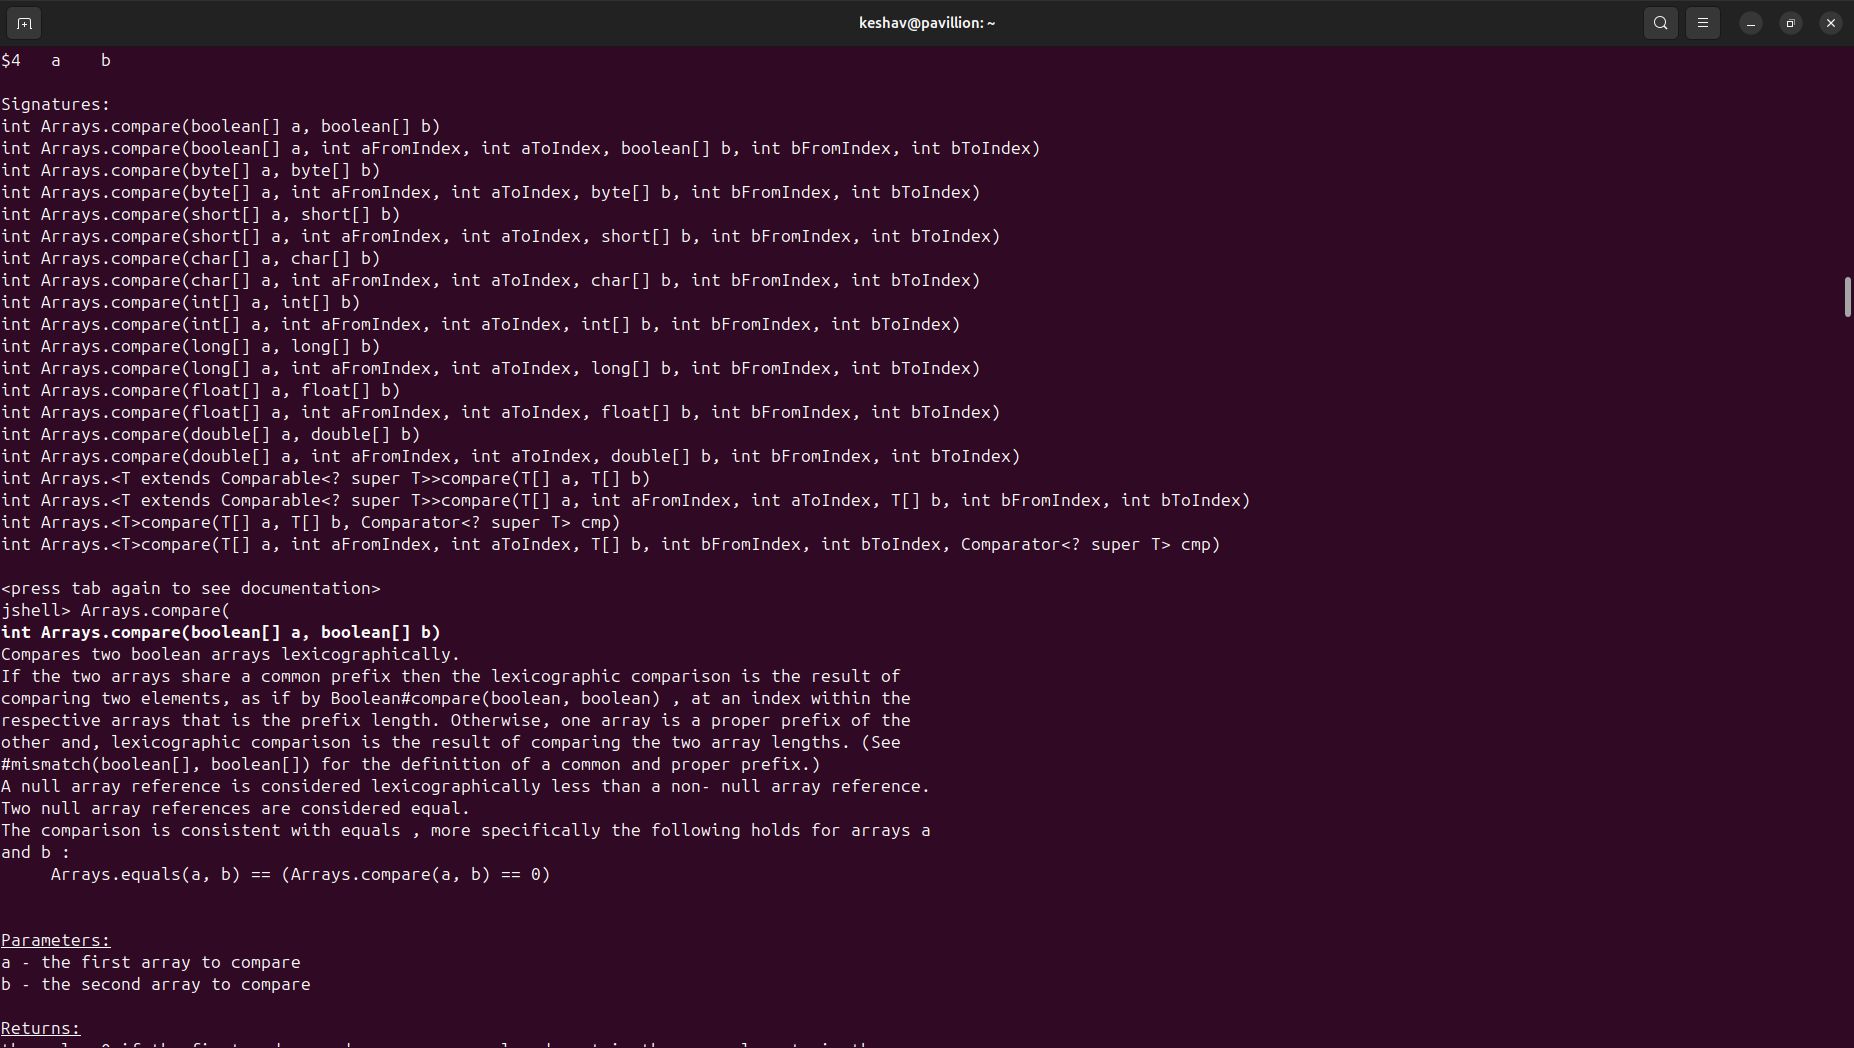 keshav@pavillion: ~
$4   a    b
Signatures:
int Arrays.compare(boolean[] a, boolean[] b)
int Arrays.compare(boolean[] a, int aFromIndex, int aToIndex, boolean[] b, int bFromIndex, int bToIndex)
int Arrays.compare(byte[] a, byte[] b)
int Arrays.compare(byte[] a, int aFromIndex, int aToIndex, byte[] b, int bFromIndex, int bToIndex)
int Arrays.compare(short[] a, short[] b)
int Arrays.compare(short[] a, int aFromIndex, int aToIndex, short[] b, int bFromIndex, int bToIndex)
int Arrays.compare(char[] a, char[] b)
int Arrays.compare(char[] a, int aFromIndex, int aToIndex, char[] b, int bFromIndex, int bToIndex)
int Arrays.compare(int[] a, int[] b)
int Arrays.compare(int[] a, int aFromIndex, int aToIndex, int[] b, int bFromIndex, int bToIndex)
int Arrays.compare(long[] a, long[] b)
int Arrays.compare(long[] a, int aFromIndex, int aToIndex, long[] b, int bFromIndex, int bToIndex)
int Arrays.compare(float[] a, float[] b)
int Arrays.compare(float[] a, int aFromIndex, int aToIndex, float[] b, int bFromIndex, int bToIndex)
int Arrays.compare(double[] a, double[] b)
int Arrays.compare(double[] a, int aFromIndex, int aToIndex, double[] b, int bFromIndex, int bToIndex)
int Arrays.<T extends Comparable<? super T>>compare(T[] a, T[] b)
int Arrays.<T extends Comparable<? super T>>compare(T[] a, int aFromIndex, int aToIndex, T[] b, int bFromIndex, int bToIndex)
int Arrays.<T>compare(T[] a, T[] b, Comparator<? super T> cmp)
int Arrays.<T>compare(T[] a, int aFromIndex, int aToIndex, T[] b, int bFromIndex, int bToIndex, Comparator<? super T> cmp)
<press tab again to see documentation>
jshell> Arrays.compare(
int Arrays.compare(boolean[] a, boolean[] b)
Compares two boolean arrays lexicographically.
If the two arrays share a common prefix then the lexicographic comparison is the result of
comparing two elements, as if by Boolean#compare(boolean, boolean) , at an index within the
respective arrays that is the prefix length. Otherwise, one array is a proper prefix of the
other and, lexicographic comparison is the result of comparing the two array lengths. (See
#mismatch(boolean[], boolean[]) for the definition of a common and proper prefix.)
A null array reference is considered lexicographically less than a non- null array reference.
Two null array references are considered equal.
The comparison is consistent with equals , more specifically the following holds for arrays a
and b :
     Arrays.equals(a, b) == (Arrays.compare(a, b) == 0)
Parameters:
a - the first array to compare
b - the second array to compare
Returns: